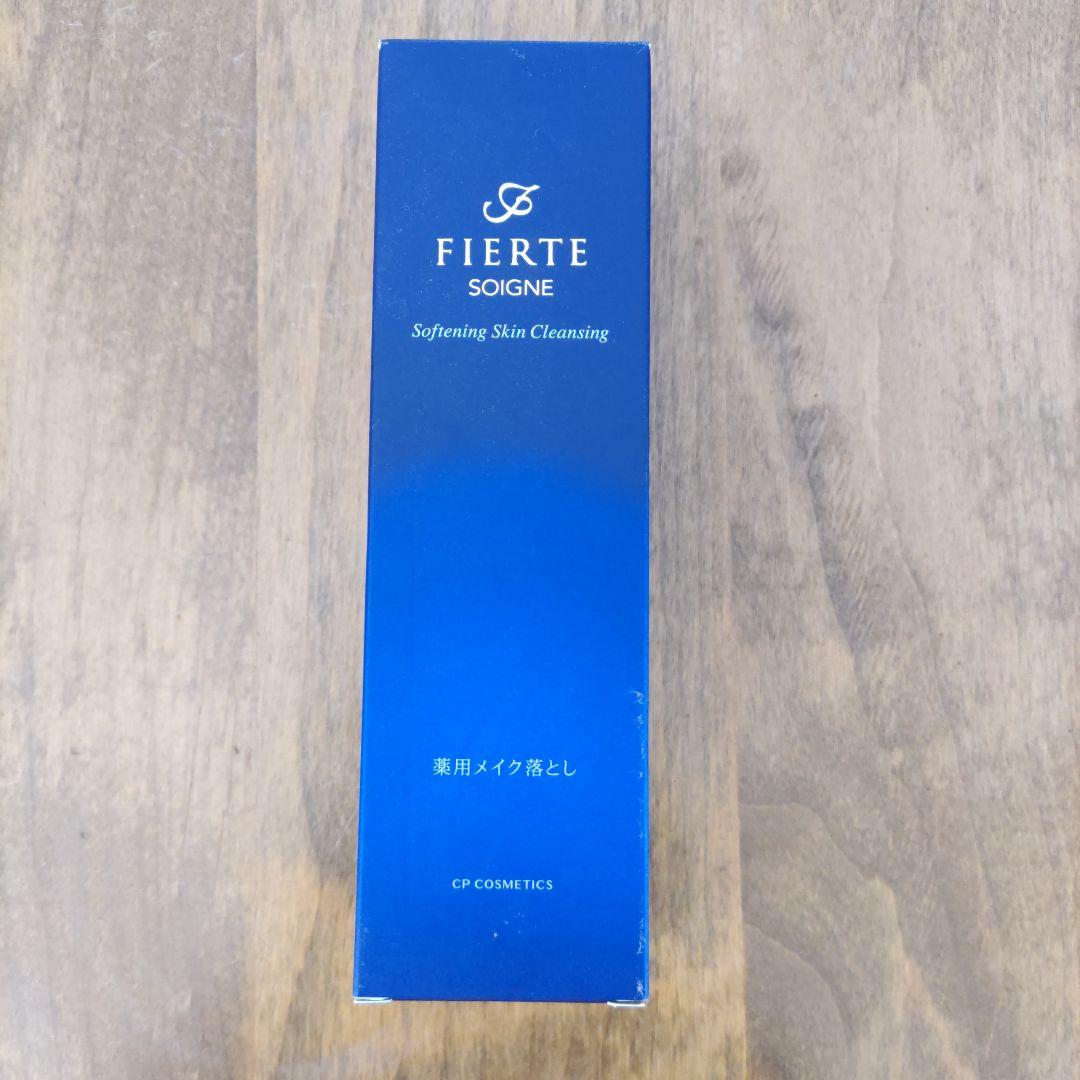 FIERTE
SOIGNE
Softening Skin Cleansing
薬用メイク落とし
CP COSMETICS